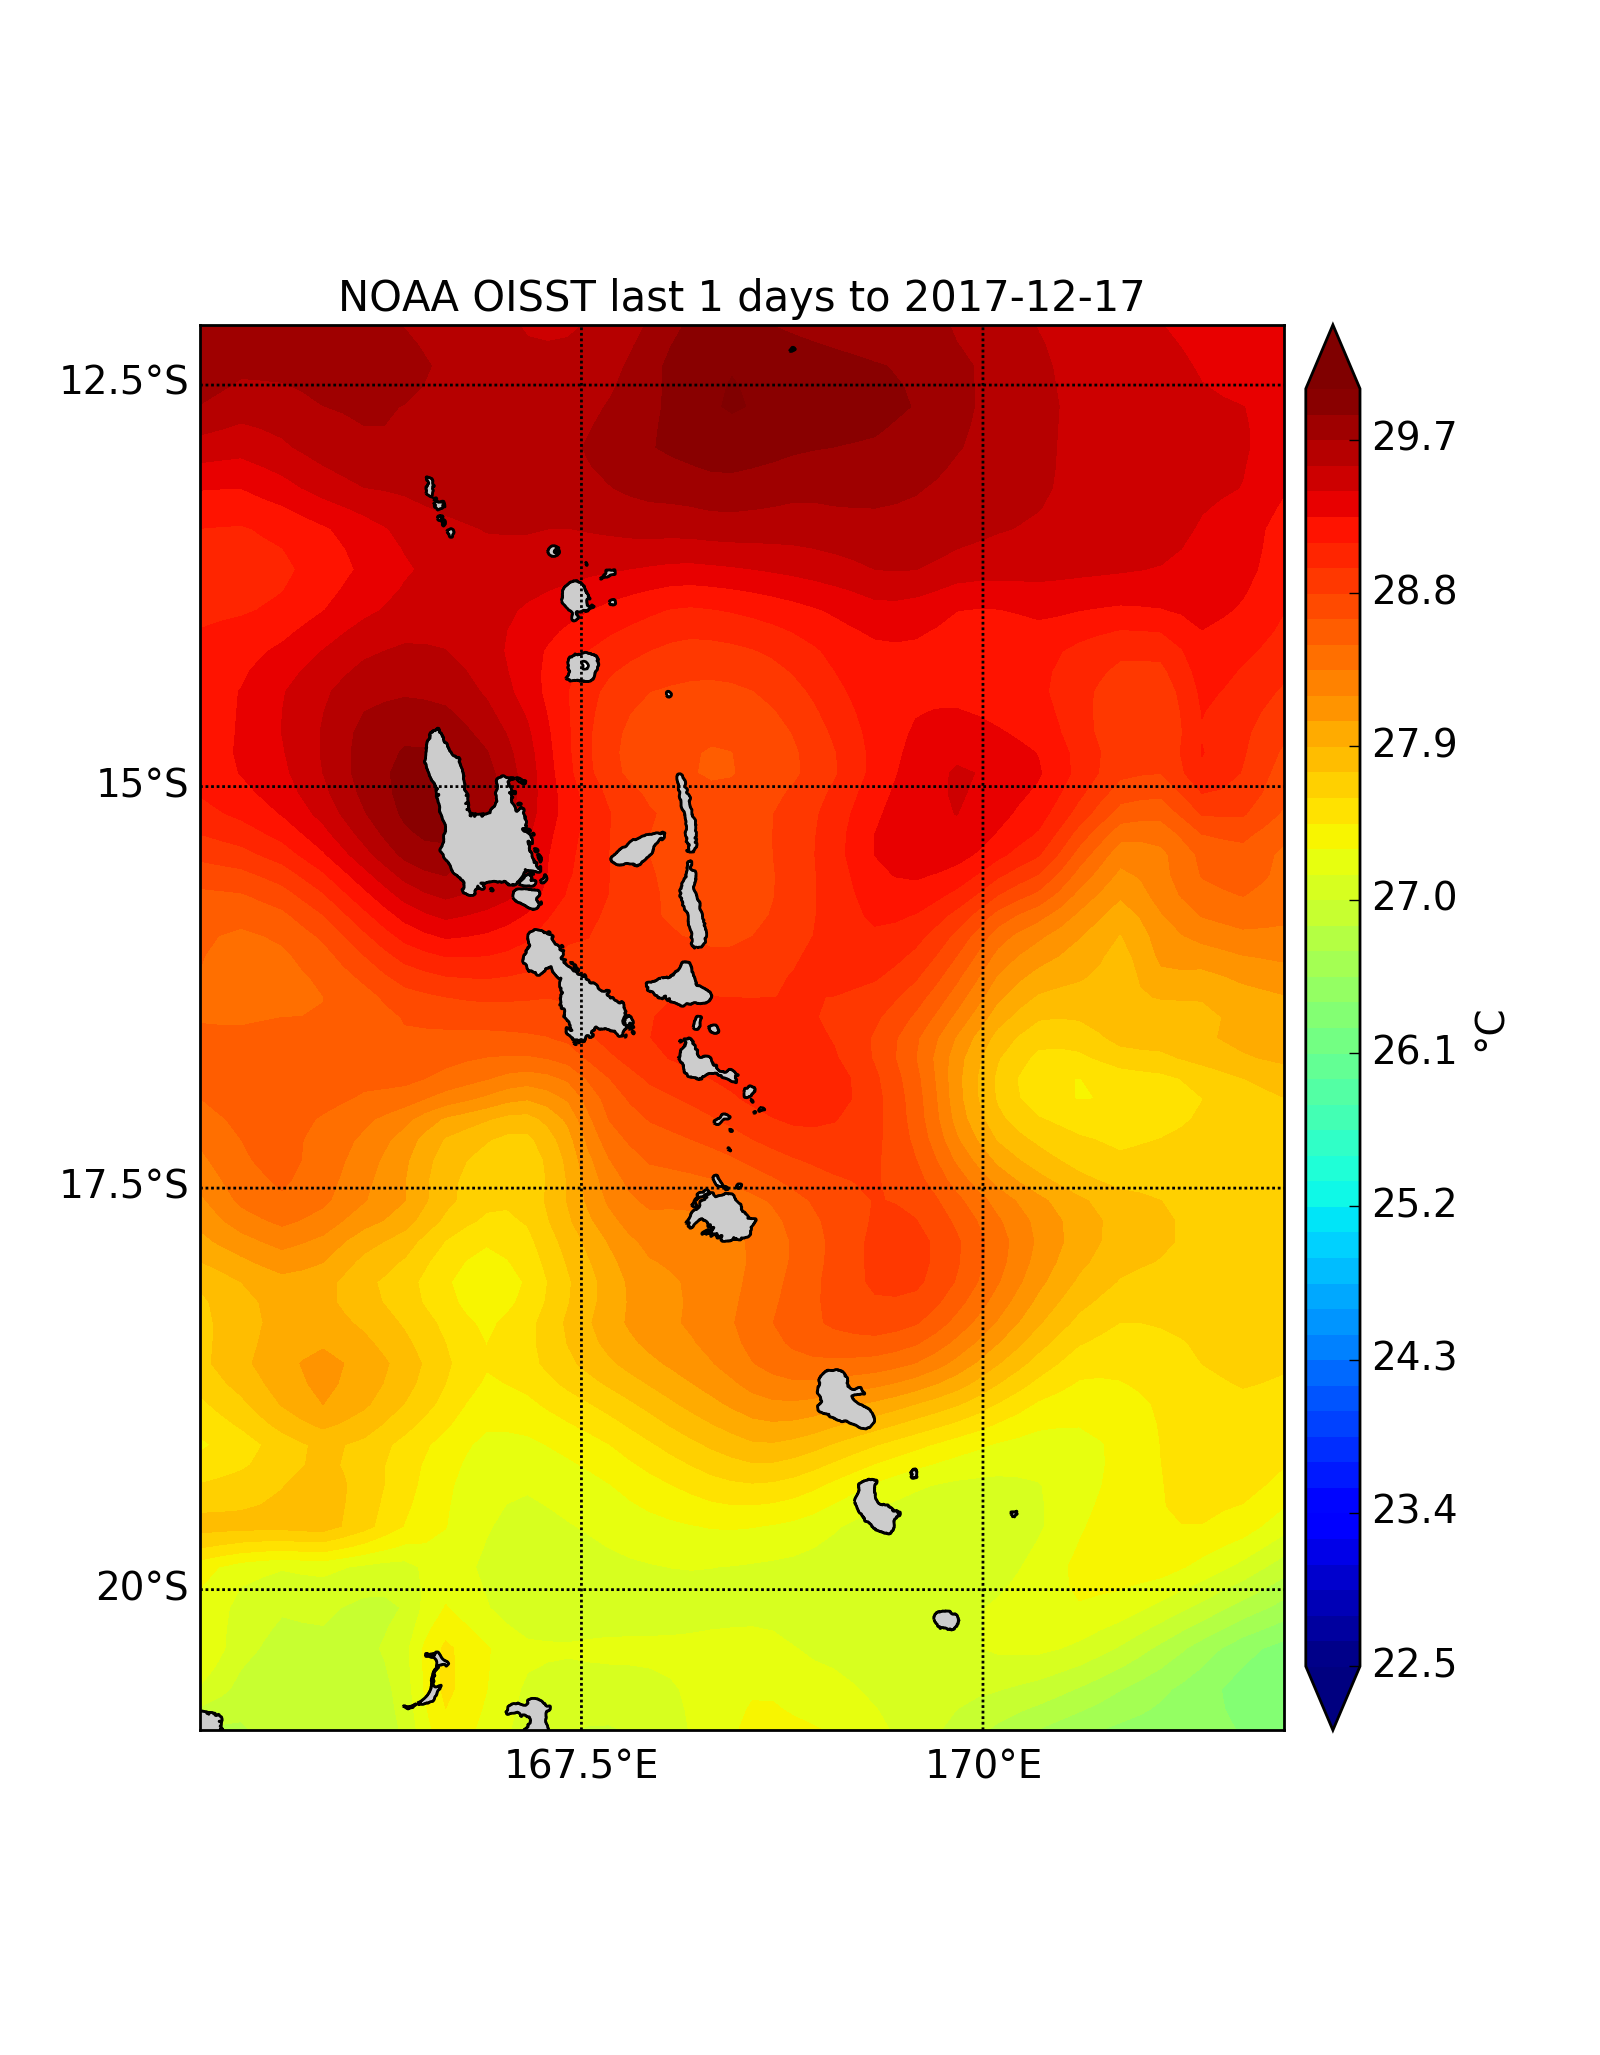 NOAA OISST last 1 days to 2017-12-17
12.5°S
15°S
17.5°S
20°S
167.5°E
170°E
29.7
28.8
27.9
27.0
26.1
25.2
24.3
23.4
22.5
°C